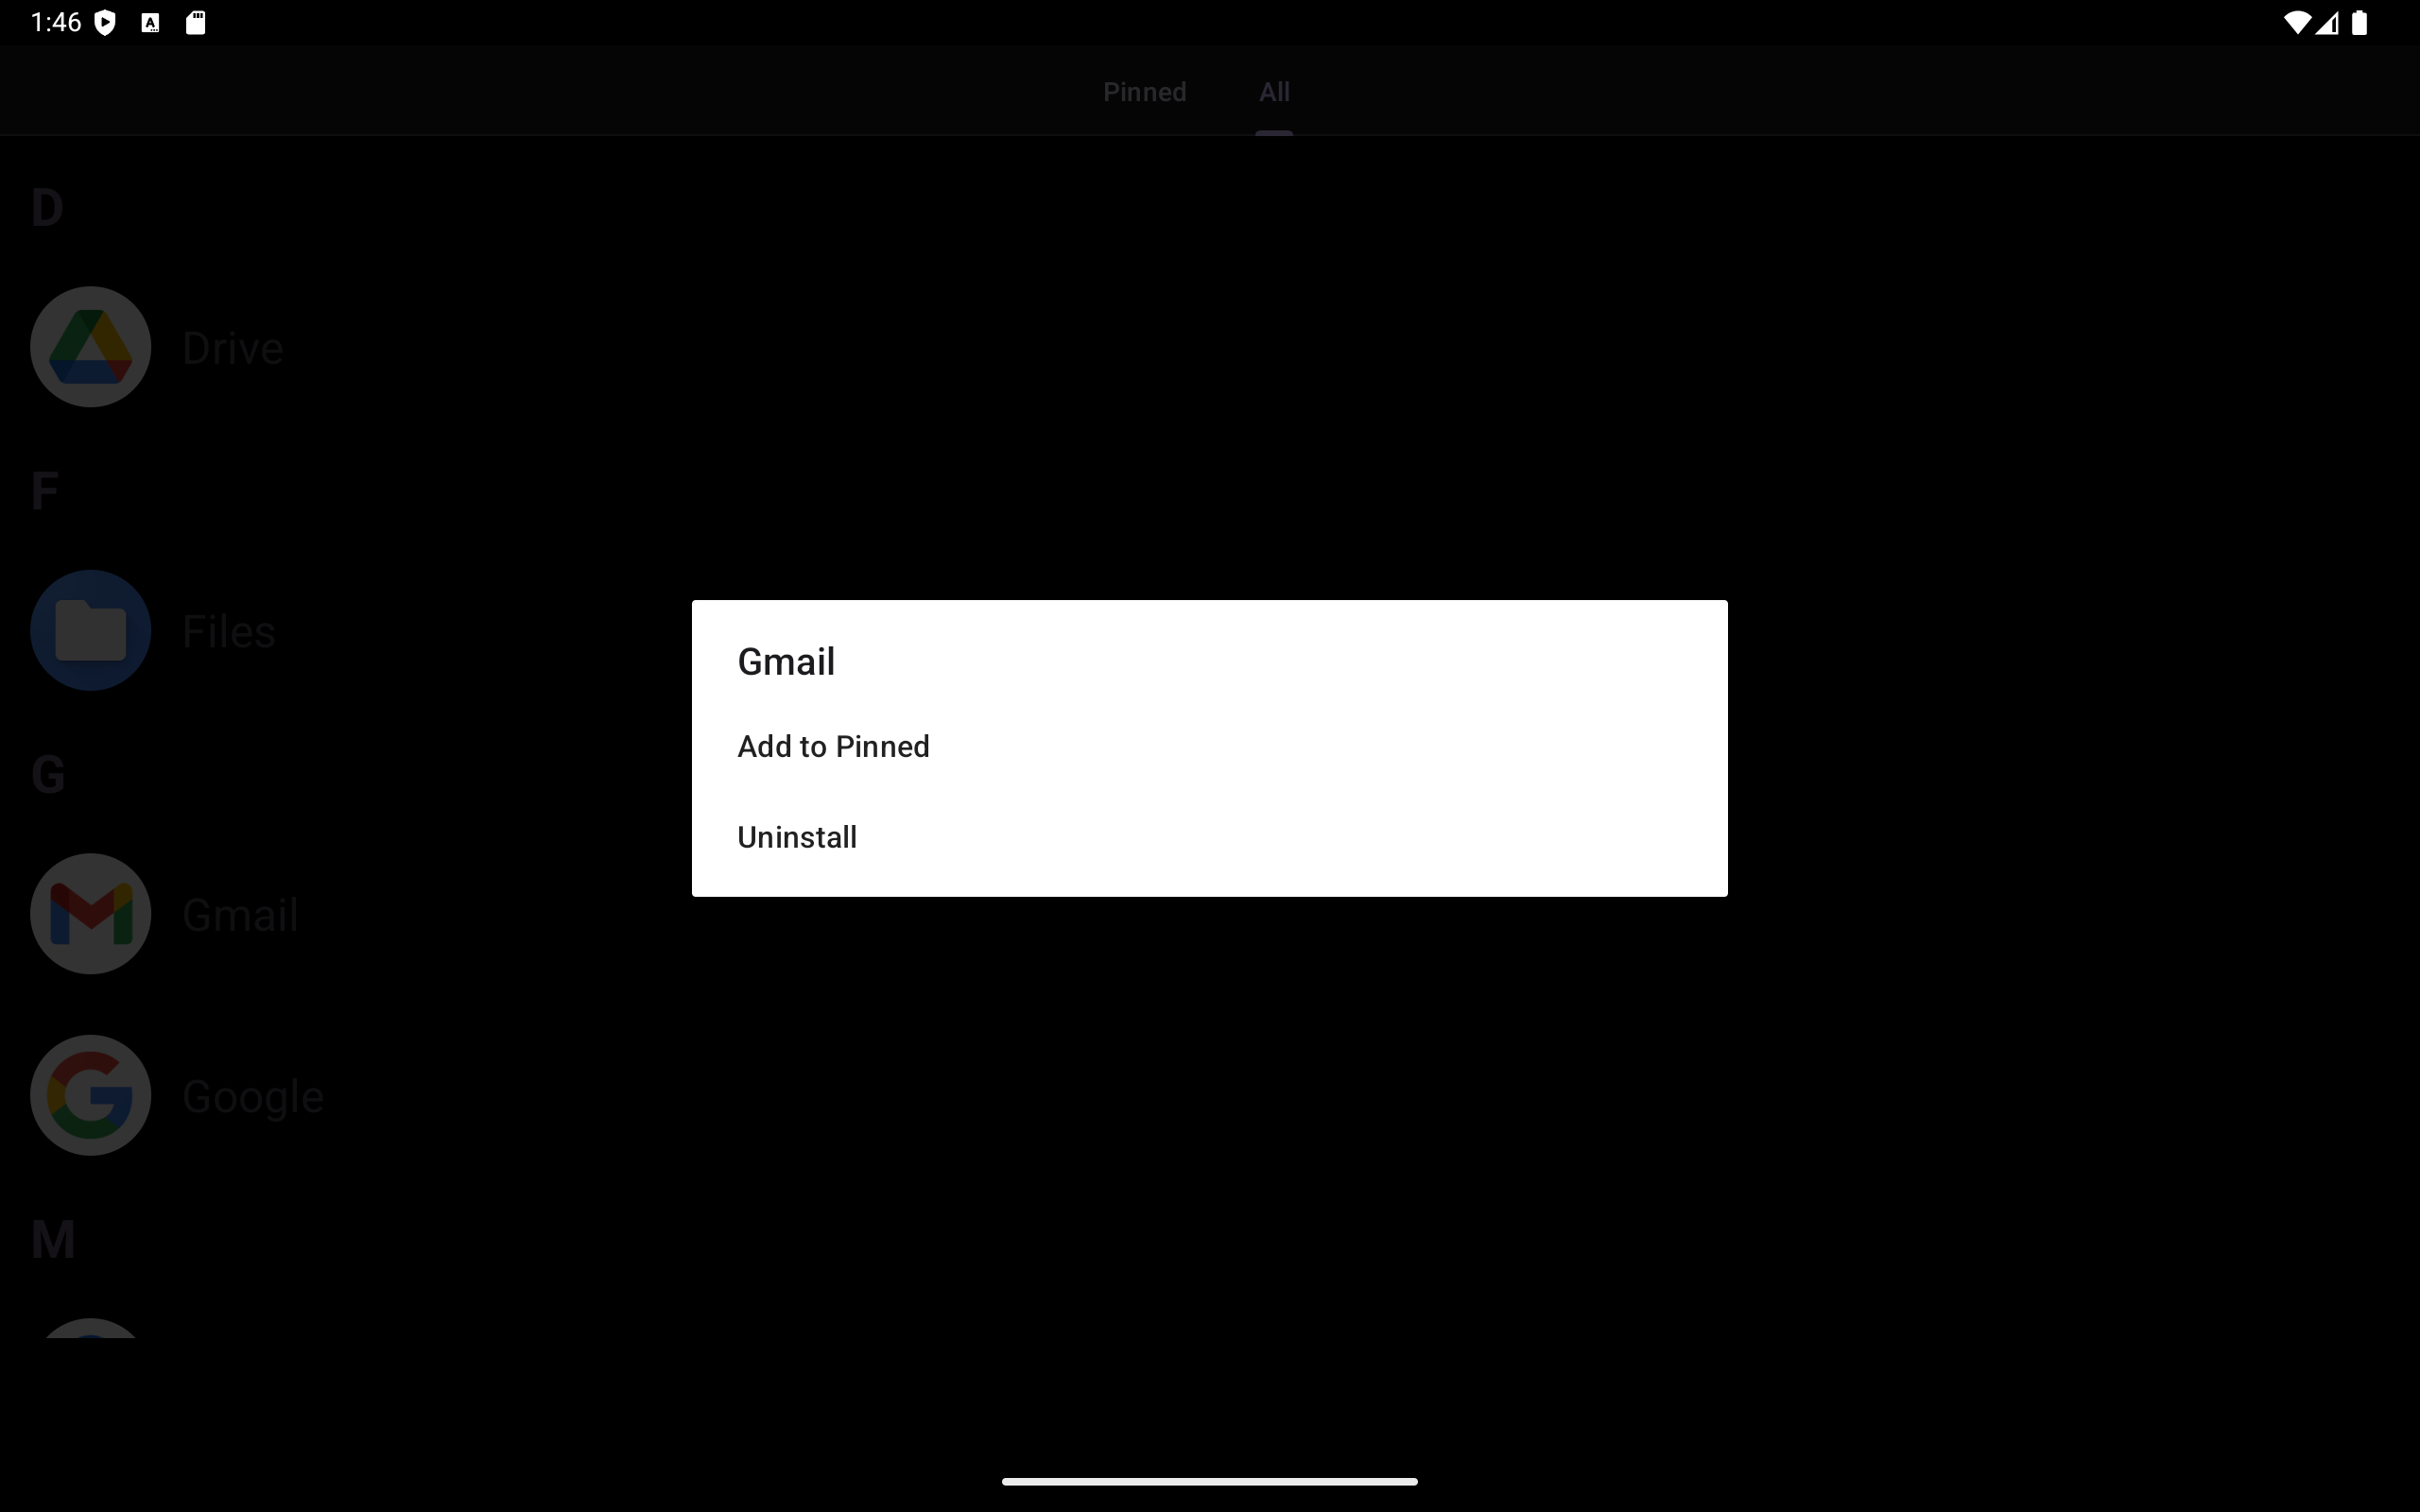 1:46
Pinned All
D
Drive
F
Files
G
Gmail
Google
M
Gmail
Add to Pinned
Uninstall